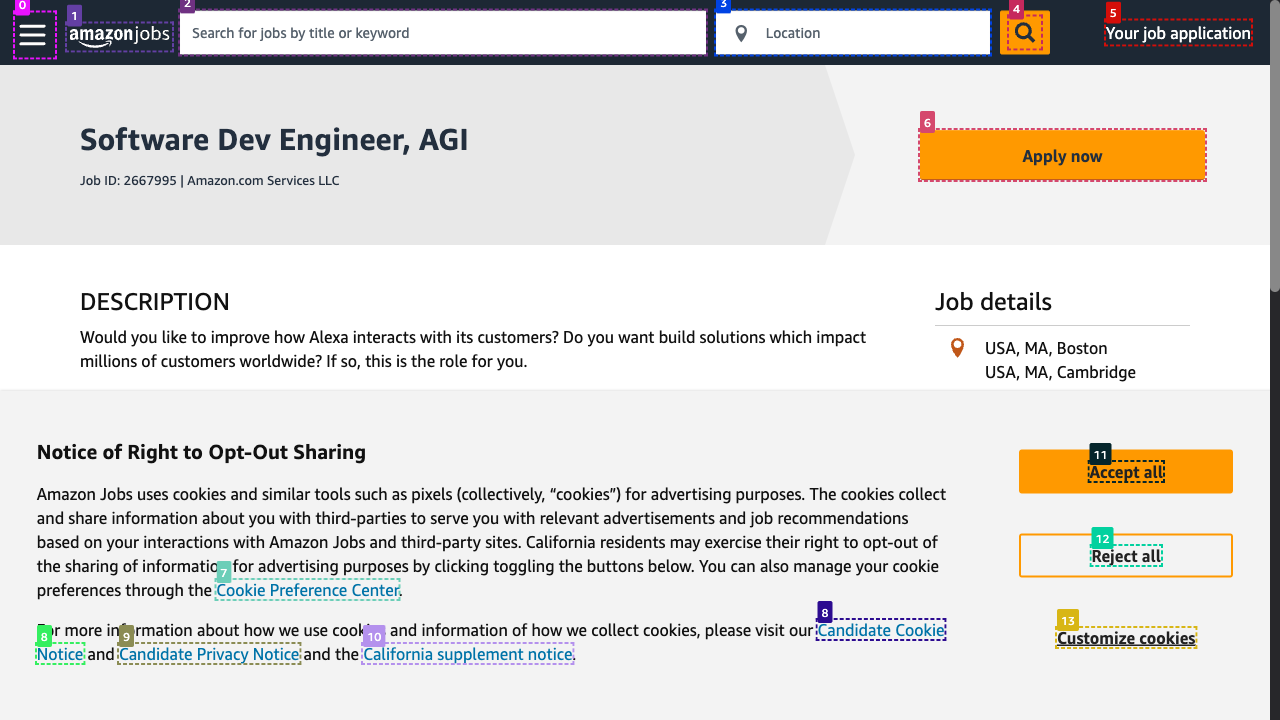 0
1
2
3
4
5
amazon jobs
Search for jobs by title or keyword
Location
Your job application
Software Dev Engineer, AGI
Job ID: 2667995 | Amazon.com Services LLC
6
Apply now
DESCRIPTION
Would you like to improve how Alexa interacts with its customers? Do you want build solutions which impact
millions of customers worldwide? If so, this is the role for you.
Job details
USA, MA, Boston
USA, MA, Cambridge
Notice of Right to Opt-Out Sharing
Amazon Jobs uses cookies and similar tools such as pixels (collectively, “cookies”) for advertising purposes. The cookies collect
and share information about you with third-parties to serve you with relevant advertisements and job recommendations
based on your interactions with Amazon Jobs and third-party sites. California residents may exercise their right to opt-out of
the sharing of information for advertising purposes by clicking toggling the buttons below. You can also manage your cookie
7
preferences through the Cookie Preference Center.
8
For more information about how we use cookies and information of how we collect cookies, please visit our Candidate Cookie
8
9
10
Notice and Candidate Privacy Notice and the California supplement notice.
11
Accept all
12
Reject all
13
Customize cookies